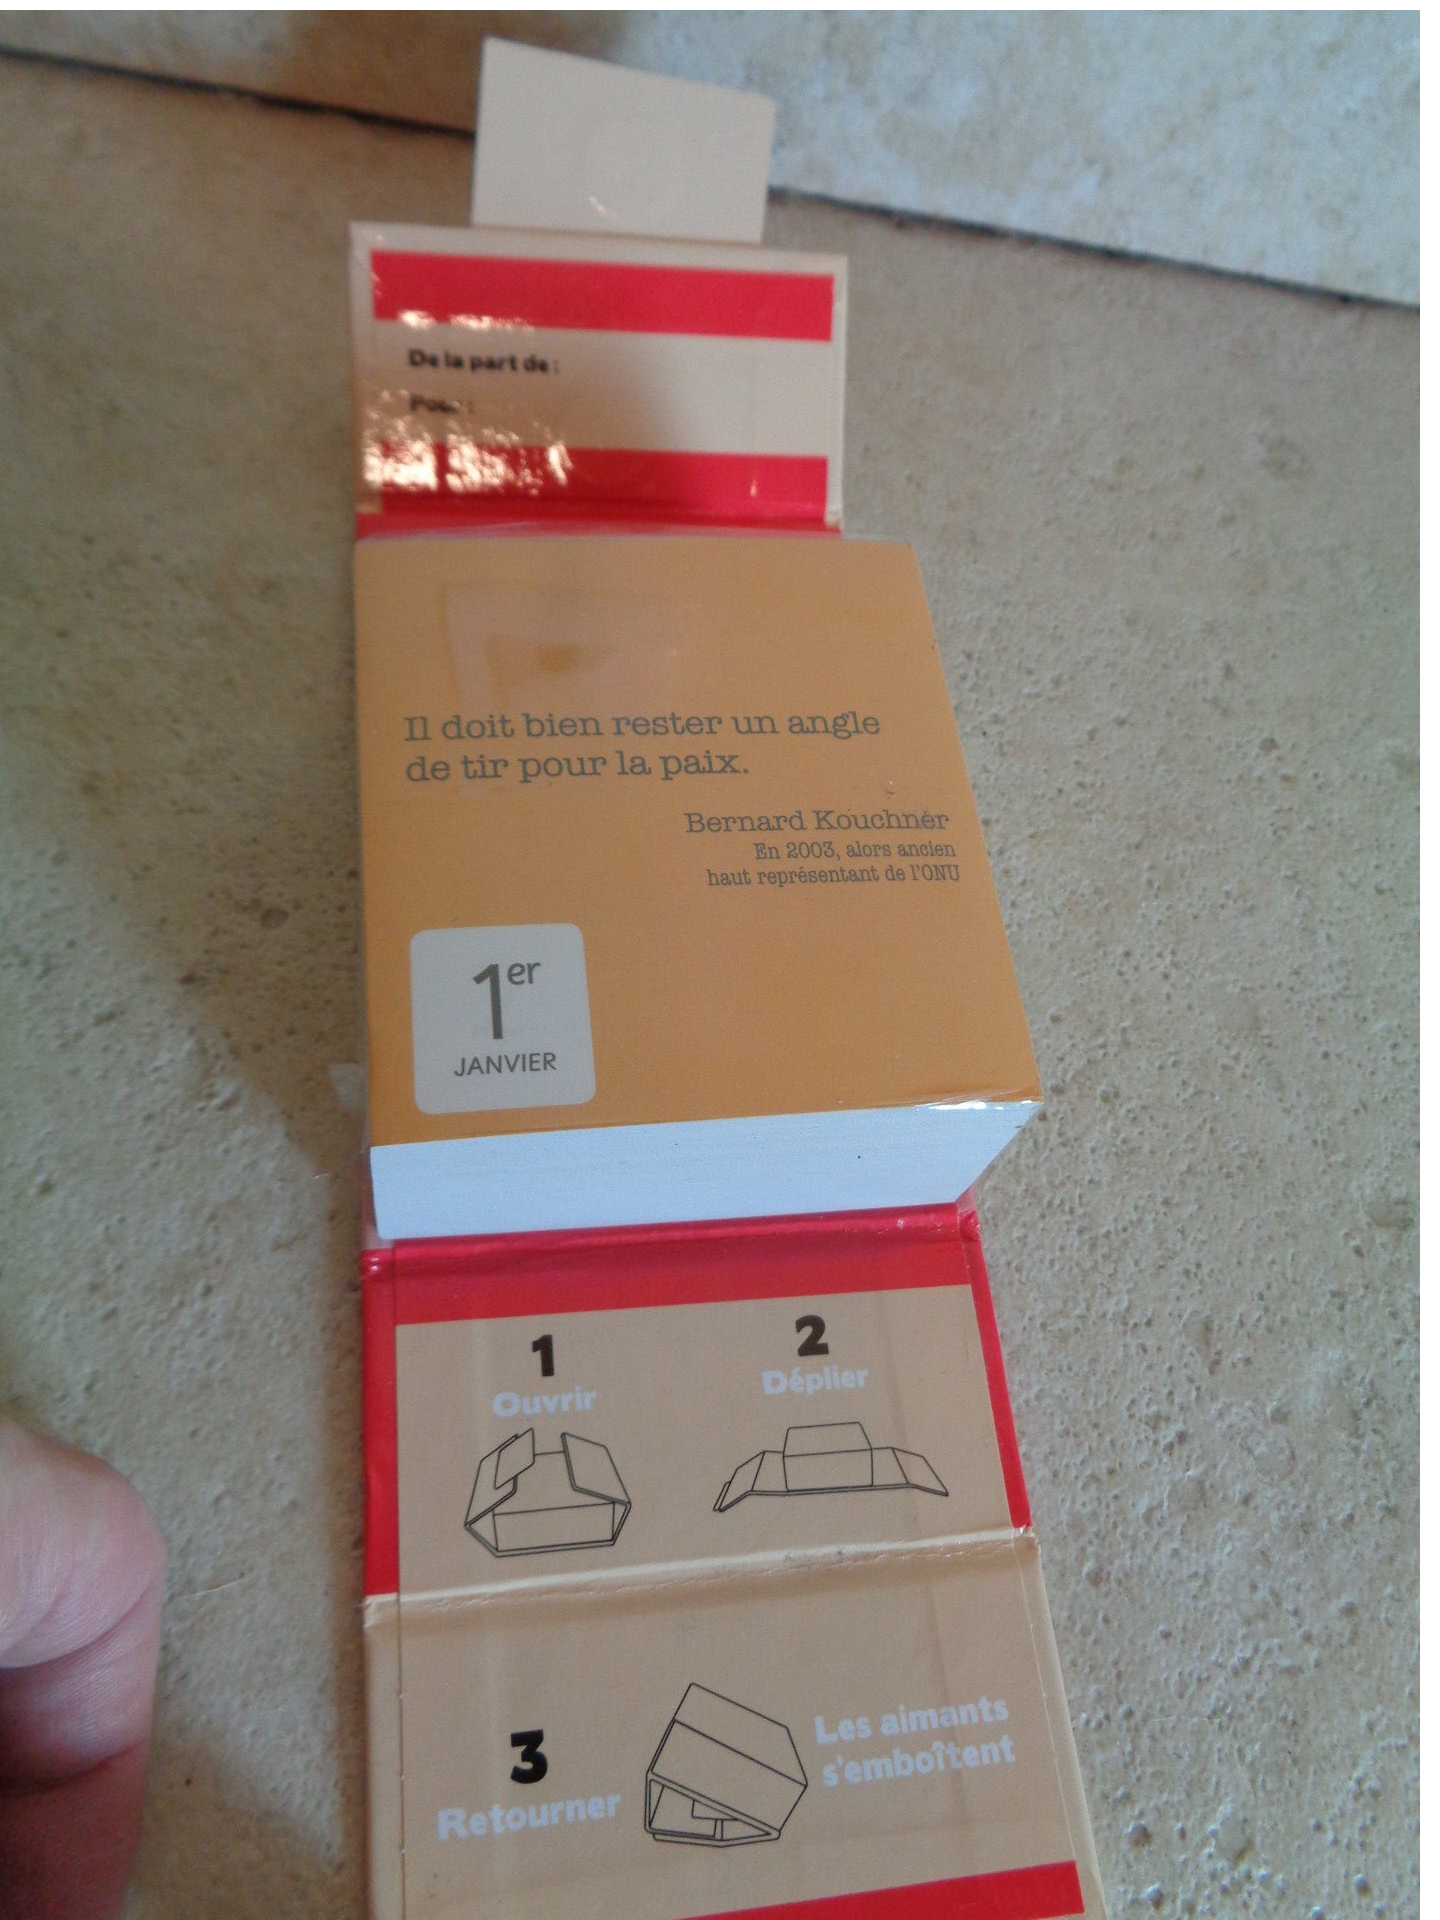 De la part de :
Pour :
Il doit bien rester un angle
de tir pour la paix.
Bernard Kouchner
En 2003, alors ancien
haut représentant de l'ONU
1er
JANVIER
1
Ouvrir
2
Déplier
3
Retourner
Les aimants
s'emboîtent